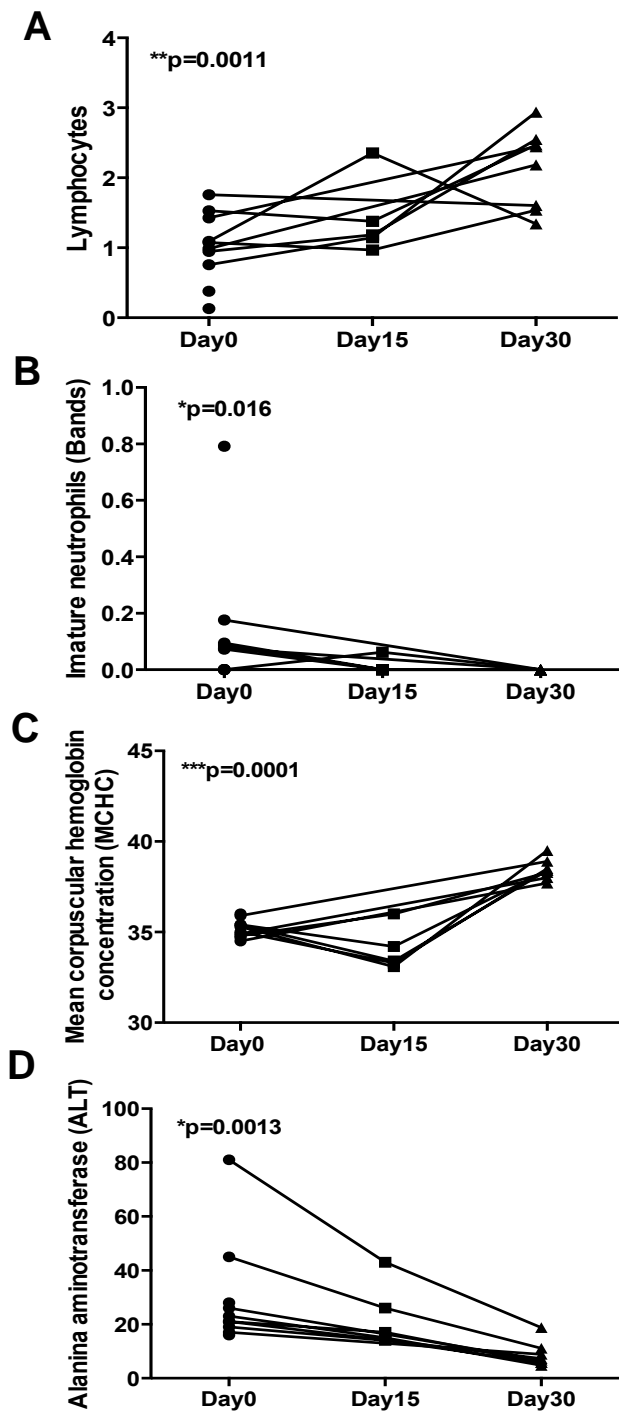 A
**p=0.0011
Lymphocytes
4
3
2
1
0
Day0 Day15 Day30
B
*p=0.016
Imature neutrophils (Bands)
1.0
0.8
0.6
0.4
0.2
0.0
Day0 Day15 Day30
C
***p=0.0001
Mean corpuscular hemoglobin
concentration (MCHC)
45
40
35
30
Day0 Day15 Day30
D
*p=0.0013
Alanina aminotransferase (ALT)
100
80
60
40
20
0
Day0 Day15 Day30